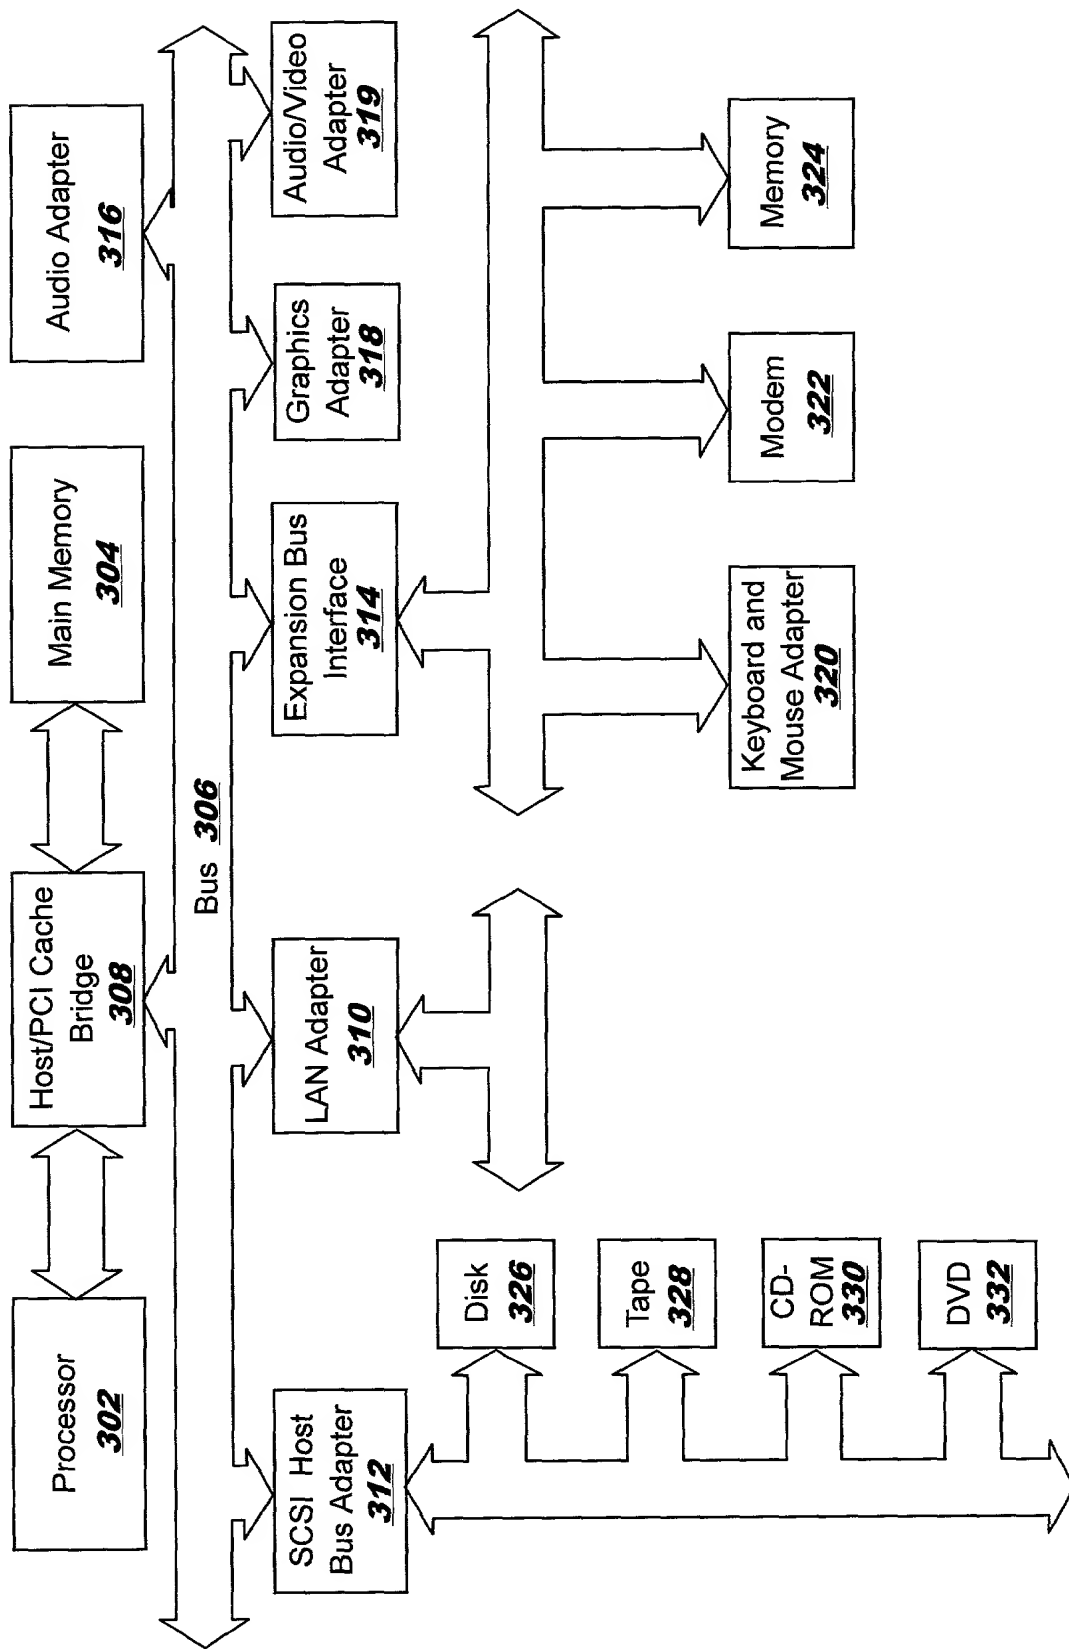 Processor
302
Host/PCI Cache
Bridge
308
Main Memory
304
Audio Adapter
316
Bus 306
SCSI Host
Bus Adapter
312
LAN Adapter
310
Expansion Bus
Interface
314
Graphics
Adapter
318
Audio/Video
Adapter
319
Disk
326
Tape
328
CD-
ROM
330
DVD
332
Keyboard and
Mouse Adapter
320
Modem
322
Memory
324